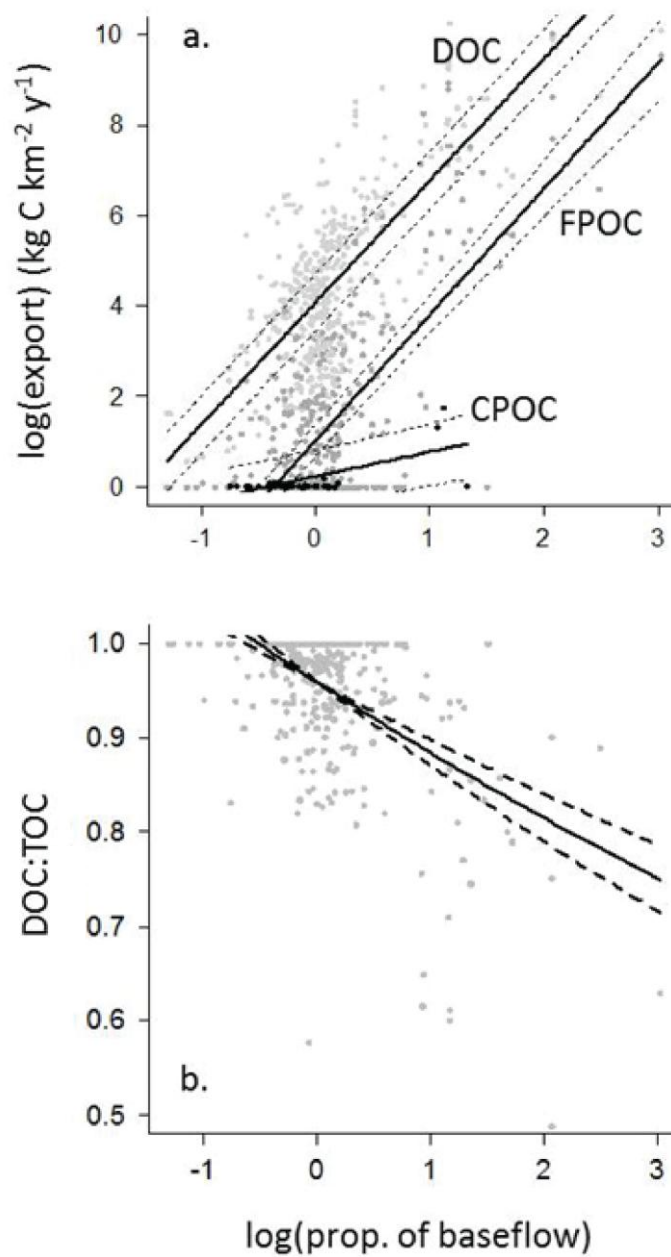 a.
DOC
FPOC
CPOC
log(export) (kg C km⁻² y⁻¹)
10
8
6
4
2
0
-1 0 1 2 3
b.
DOC:TOC
1.0
0.9
0.8
0.7
0.6
0.5
-1 0 1 2 3
log(prop. of baseflow)